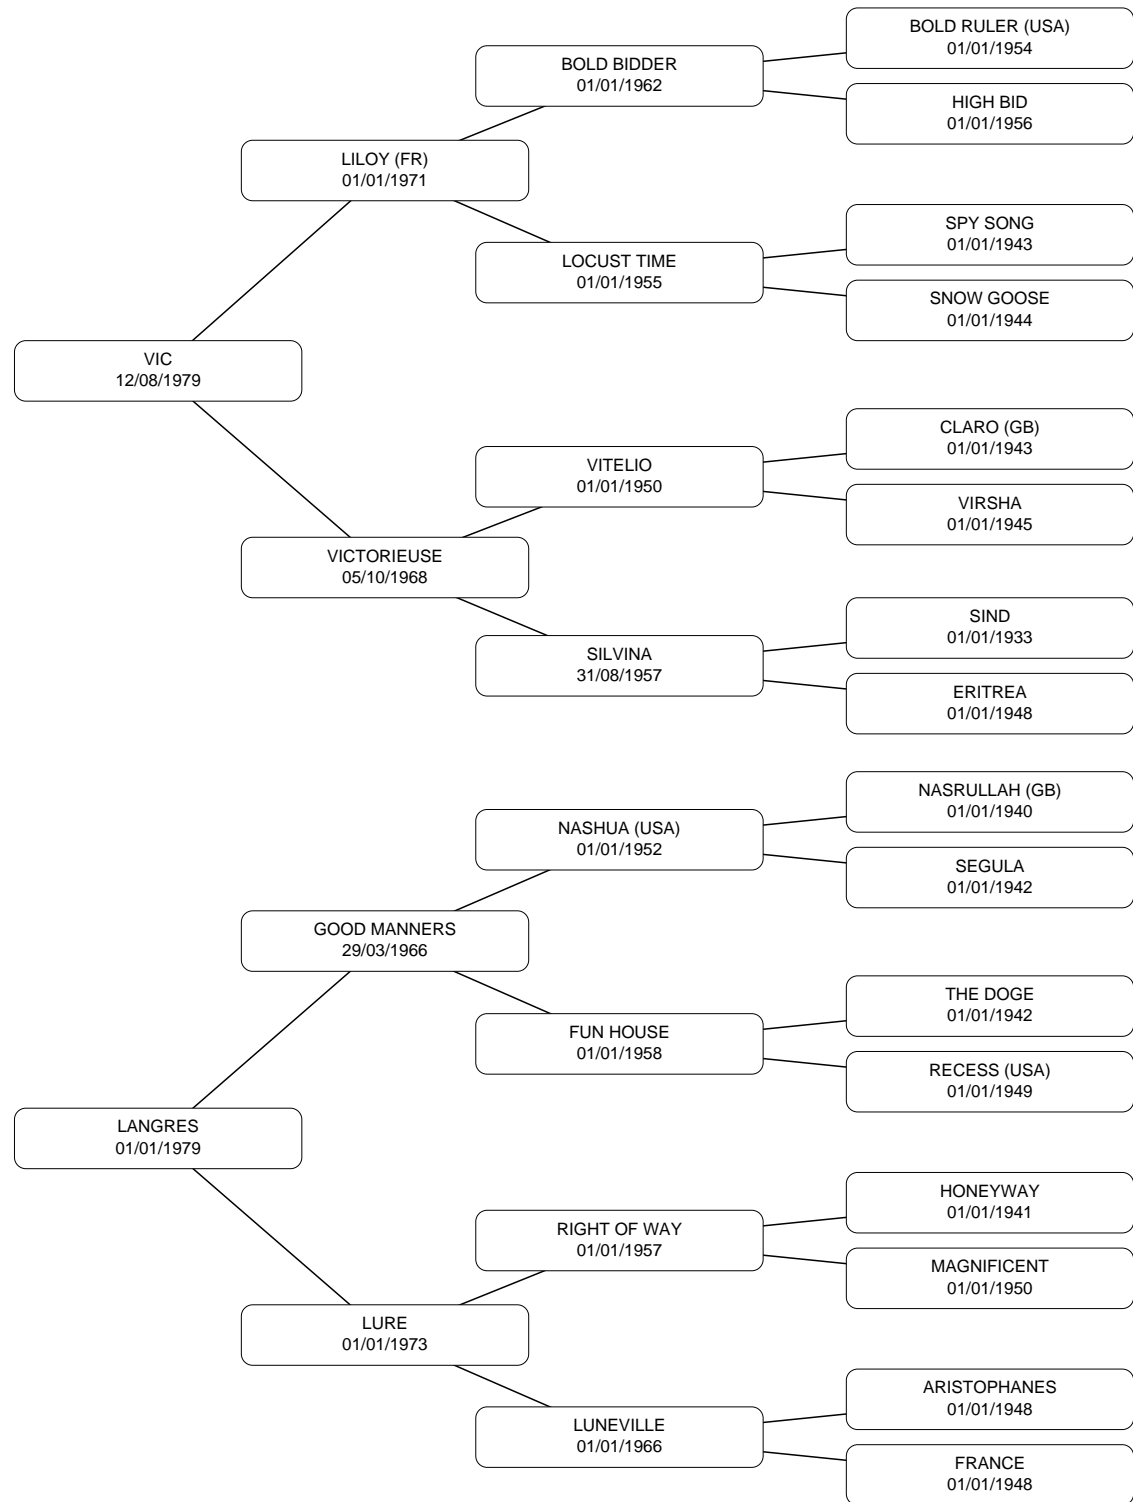 BOLD RULER (USA)
01/01/1954
BOLD BIDDER
01/01/1962
HIGH BID
01/01/1956
LILOY (FR)
01/01/1971
SPY SONG
01/01/1943
LOCUST TIME
01/01/1955
SNOW GOOSE
01/01/1944
VIC
12/08/1979
CLARO (GB)
01/01/1943
VITELIO
01/01/1950
VIRSHA
01/01/1945
VICTORIEUSE
05/10/1968
SIND
01/01/1933
SILVINA
31/08/1957
ERITREA
01/01/1948
NASRULLAH (GB)
01/01/1940
NASHUA (USA)
01/01/1952
SEGULA
01/01/1942
GOOD MANNERS
29/03/1966
THE DOGE
01/01/1942
FUN HOUSE
01/01/1958
RECESS (USA)
01/01/1949
LANGRES
01/01/1979
HONEYWAY
01/01/1941
RIGHT OF WAY
01/01/1957
MAGNIFICENT
01/01/1950
LURE
01/01/1973
ARISTOPHANES
01/01/1948
LUNEVILLE
01/01/1966
FRANCE
01/01/1948